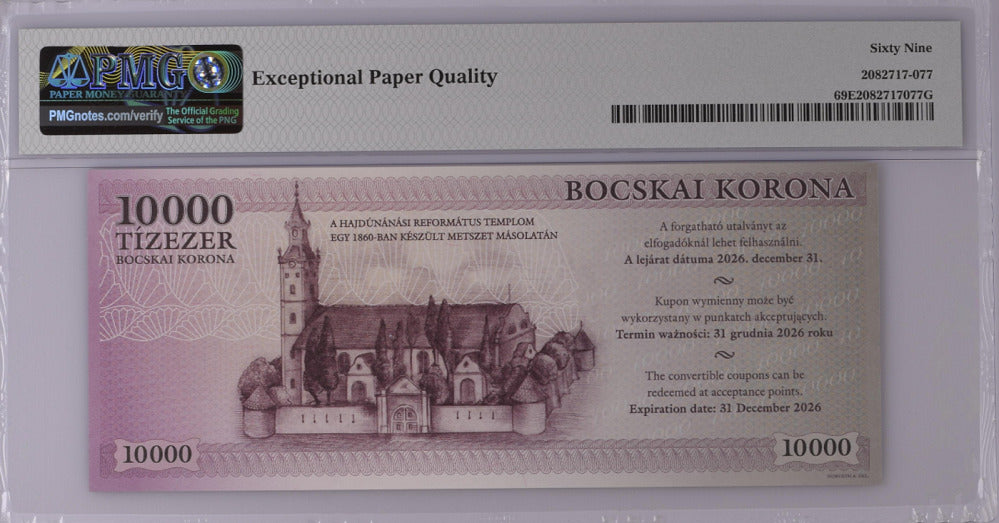 PMG
PAPER MONEY GUARANTY
PMGnotes.com/verify
The Official Grading
Service of the PNG
Exceptional Paper Quality
Sixty Nine
2082717-077
69E2082717077G
10000
TÍZEZER
BOCSKAI KORONA
A HAJDÚNÁNÁSI REFORMÁTUS TEMPLOM
EGY 1860-BAN KÉSZÜLT METSZET MÁSOLATÁN
BOCSKAI KORONA
A forgatható utalványt az
elfogadóknál lehet felhasználni.
A lejárat dátuma 2026. december 31.
Kupon wymienny może być
wykorzystany w punkatch akceptujących.
Termin ważności: 31 grudnia 2026 roku
The convertible coupons can be
redeemed at acceptance points.
Expiration date: 31 December 2026
10000
10000